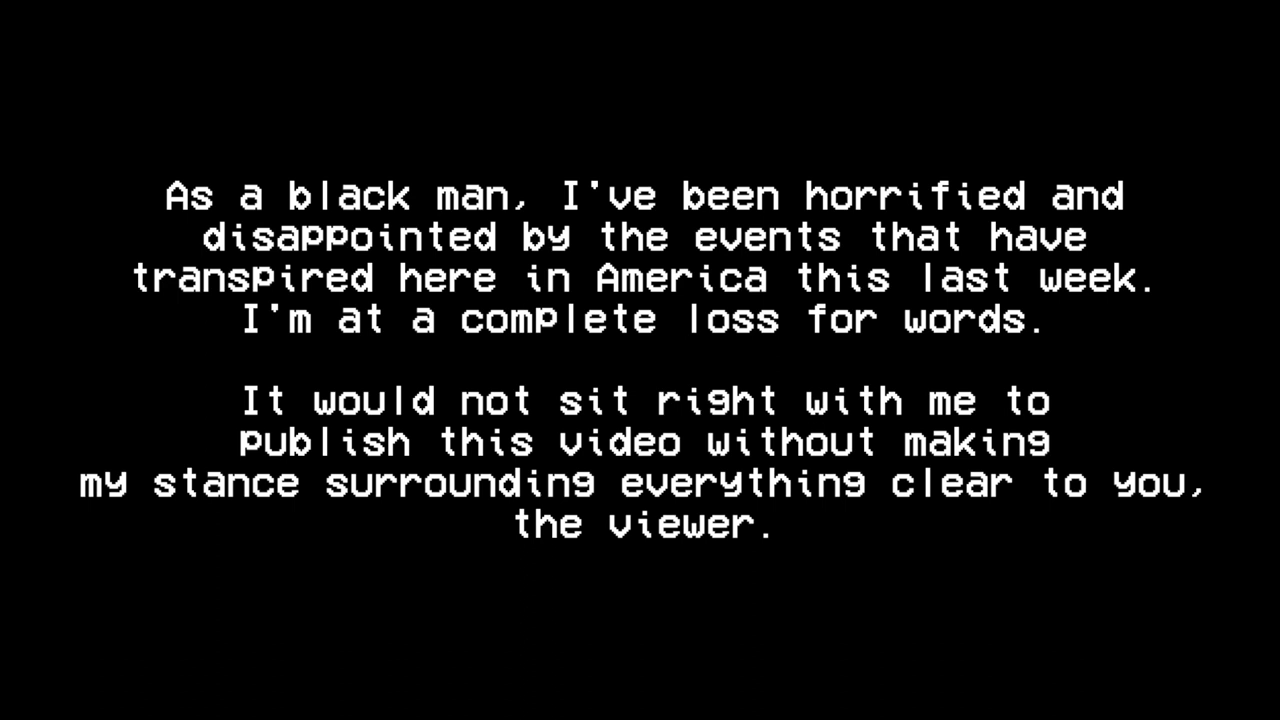 As a black man, I've been horrified and
disappointed by the events that have
transpired here in America this last week.
I'm at a complete loss for words.
It would not sit right with me to
publish this video without making
my stance surrounding everything clear to you,
the viewer.